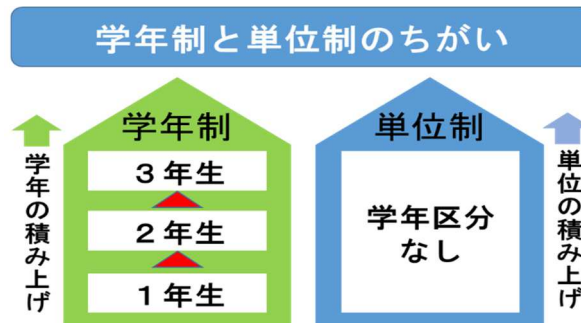 学年制と単位制のちがい
学年の積み上げ
学年制
３年生
２年生
１年生
単位制
学年区分
なし
単位の積み上げ